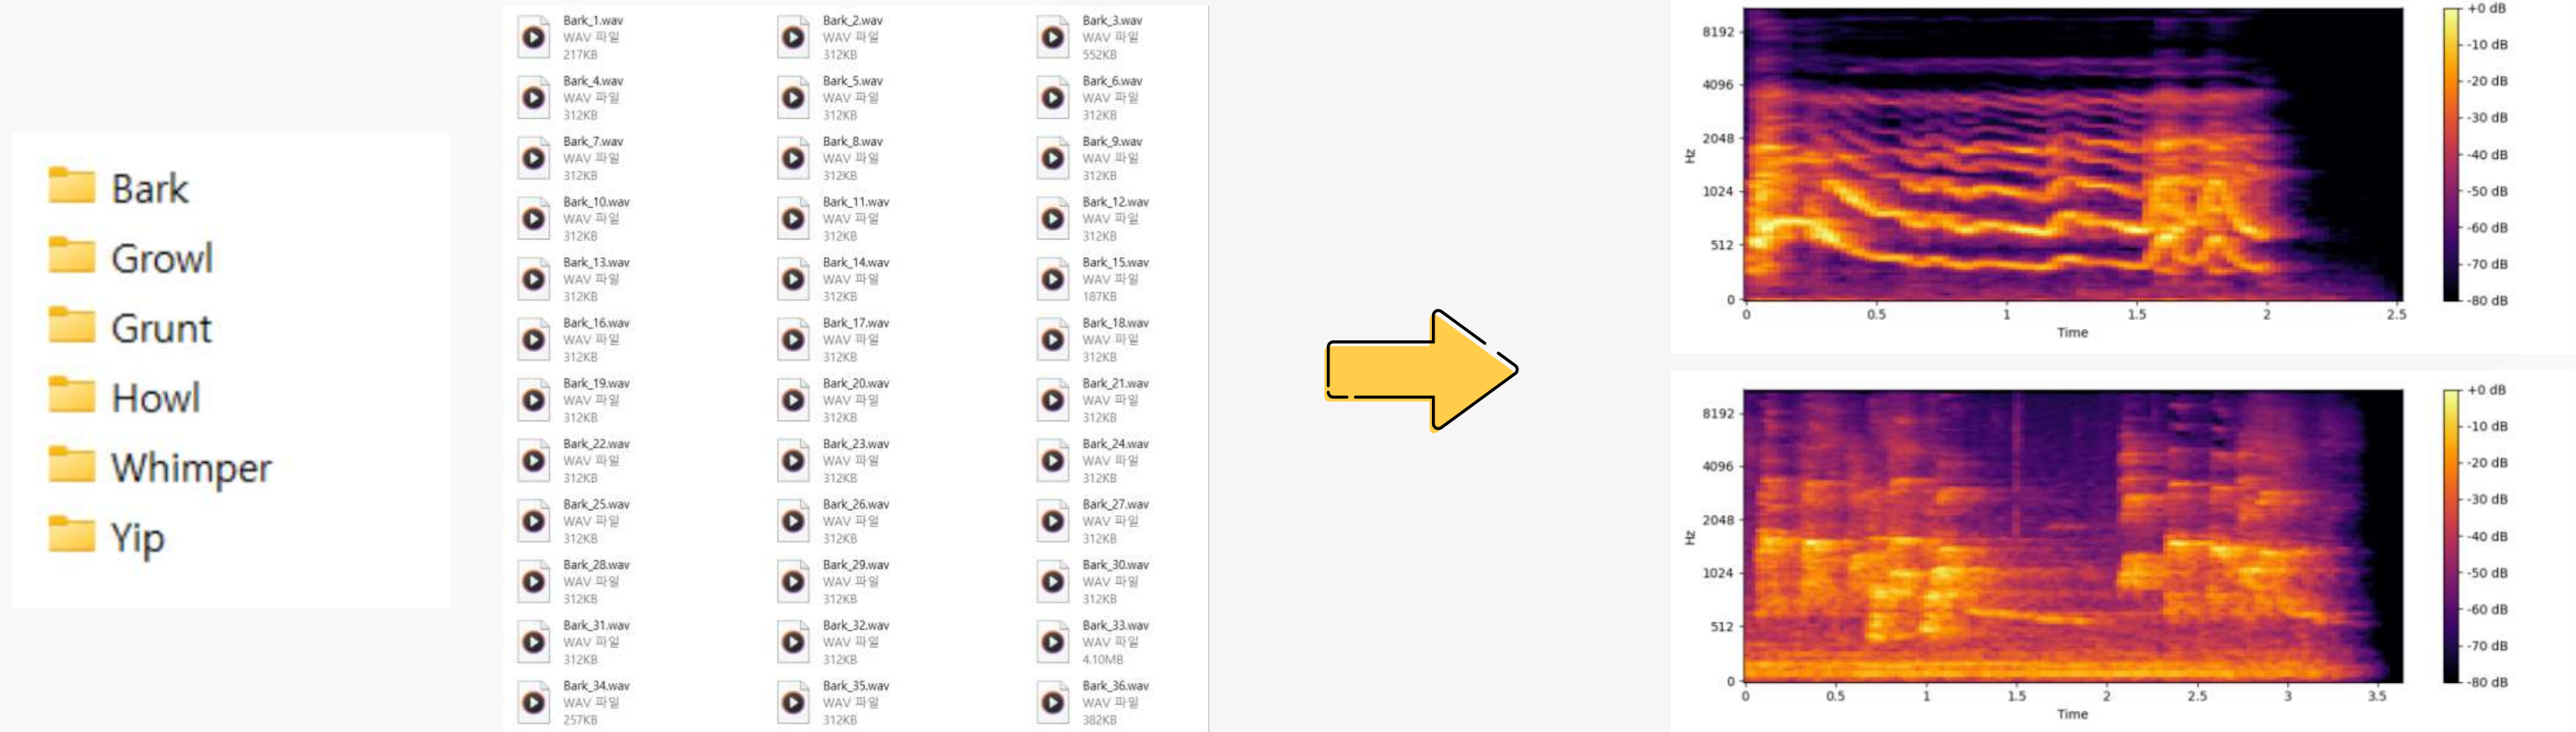 Bark
Growl
Grunt
Howl
Whimper
Yip
Bark_1.wav
WAV 파일
217KB
Bark_2.wav
WAV 파일
312KB
Bark_3.wav
WAV 파일
552KB
Bark_4.wav
WAV 파일
312KB
Bark_5.wav
WAV 파일
312KB
Bark_6.wav
WAV 파일
312KB
Bark_7.wav
WAV 파일
312KB
Bark_8.wav
WAV 파일
312KB
Bark_9.wav
WAV 파일
312KB
Bark_10.wav
WAV 파일
312KB
Bark_11.wav
WAV 파일
312KB
Bark_12.wav
WAV 파일
312KB
Bark_13.wav
WAV 파일
312KB
Bark_14.wav
WAV 파일
312KB
Bark_15.wav
WAV 파일
187KB
Bark_16.wav
WAV 파일
312KB
Bark_17.wav
WAV 파일
312KB
Bark_18.wav
WAV 파일
312KB
Bark_19.wav
WAV 파일
312KB
Bark_20.wav
WAV 파일
312KB
Bark_21.wav
WAV 파일
312KB
Bark_22.wav
WAV 파일
312KB
Bark_23.wav
WAV 파일
312KB
Bark_24.wav
WAV 파일
312KB
Bark_25.wav
WAV 파일
312KB
Bark_26.wav
WAV 파일
312KB
Bark_27.wav
WAV 파일
312KB
Bark_28.wav
WAV 파일
312KB
Bark_29.wav
WAV 파일
312KB
Bark_30.wav
WAV 파일
312KB
Bark_31.wav
WAV 파일
312KB
Bark_32.wav
WAV 파일
312KB
Bark_33.wav
WAV 파일
4.10MB
Bark_34.wav
WAV 파일
257KB
Bark_35.wav
WAV 파일
312KB
Bark_36.wav
WAV 파일
382KB
8192
4096
2048
1024
512
0
Hz
0 0.5 1 1.5 2 2.5
Time
+0 dB
-10 dB
-20 dB
-30 dB
-40 dB
-50 dB
-60 dB
-70 dB
-80 dB
8192
4096
2048
1024
512
0
Hz
0 0.5 1 1.5 2 2.5 3 3.5
Time
+0 dB
-10 dB
-20 dB
-30 dB
-40 dB
-50 dB
-60 dB
-70 dB
-80 dB